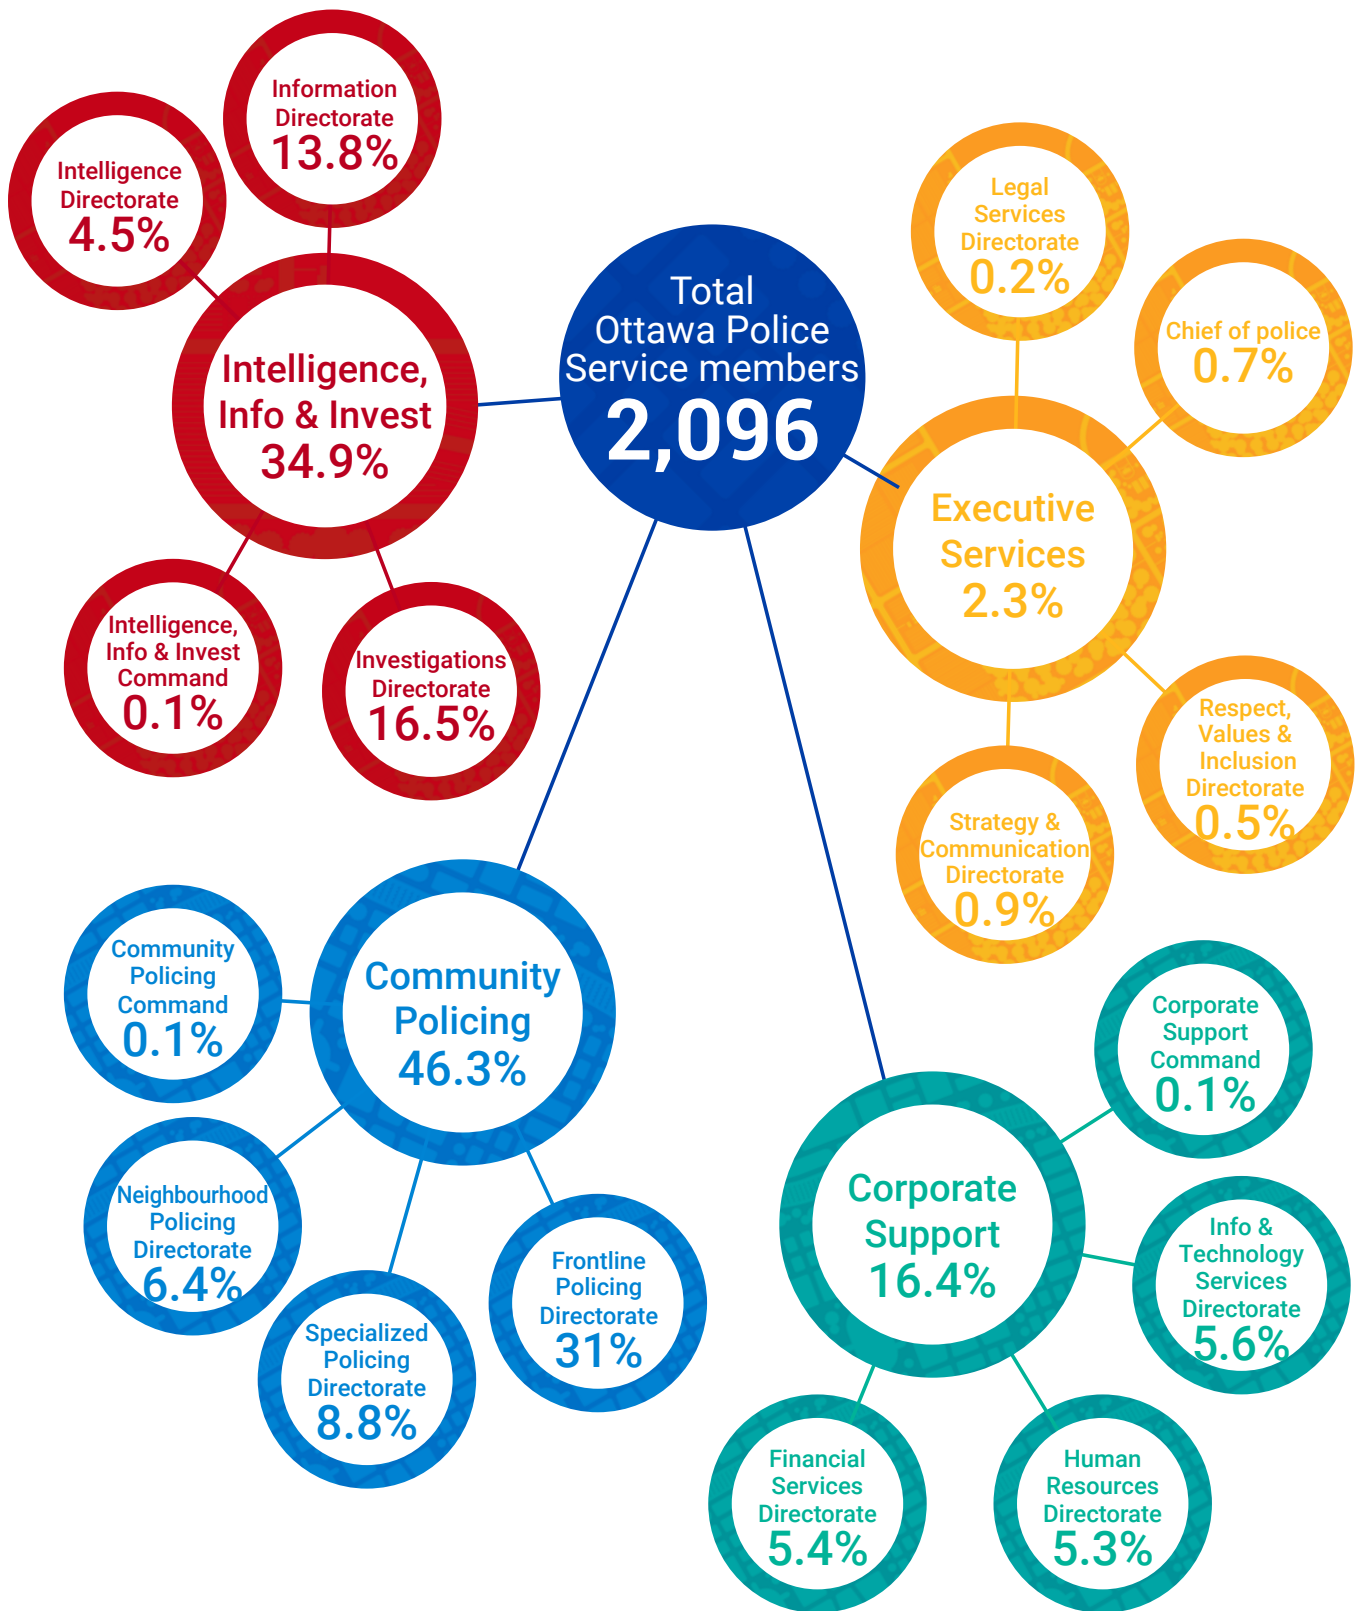 Total
Ottawa Police
Service members
2,096
Information
Directorate
13.8%
Intelligence
Directorate
4.5%
Intelligence,
Info & Invest
34.9%
Intelligence,
Info & Invest
Command
0.1%
Investigations
Directorate
16.5%
Legal
Services
Directorate
0.2%
Chief of police
0.7%
Executive
Services
2.3%
Respect,
Values &
Inclusion
Directorate
0.5%
Strategy &
Communication
Directorate
0.9%
Community
Policing
Command
0.1%
Community
Policing
46.3%
Neighbourhood
Policing
Directorate
6.4%
Specialized
Policing
Directorate
8.8%
Frontline
Policing
Directorate
31%
Corporate
Support
Command
0.1%
Corporate
Support
16.4%
Info &
Technology
Services
Directorate
5.6%
Financial
Services
Directorate
5.4%
Human
Resources
Directorate
5.3%